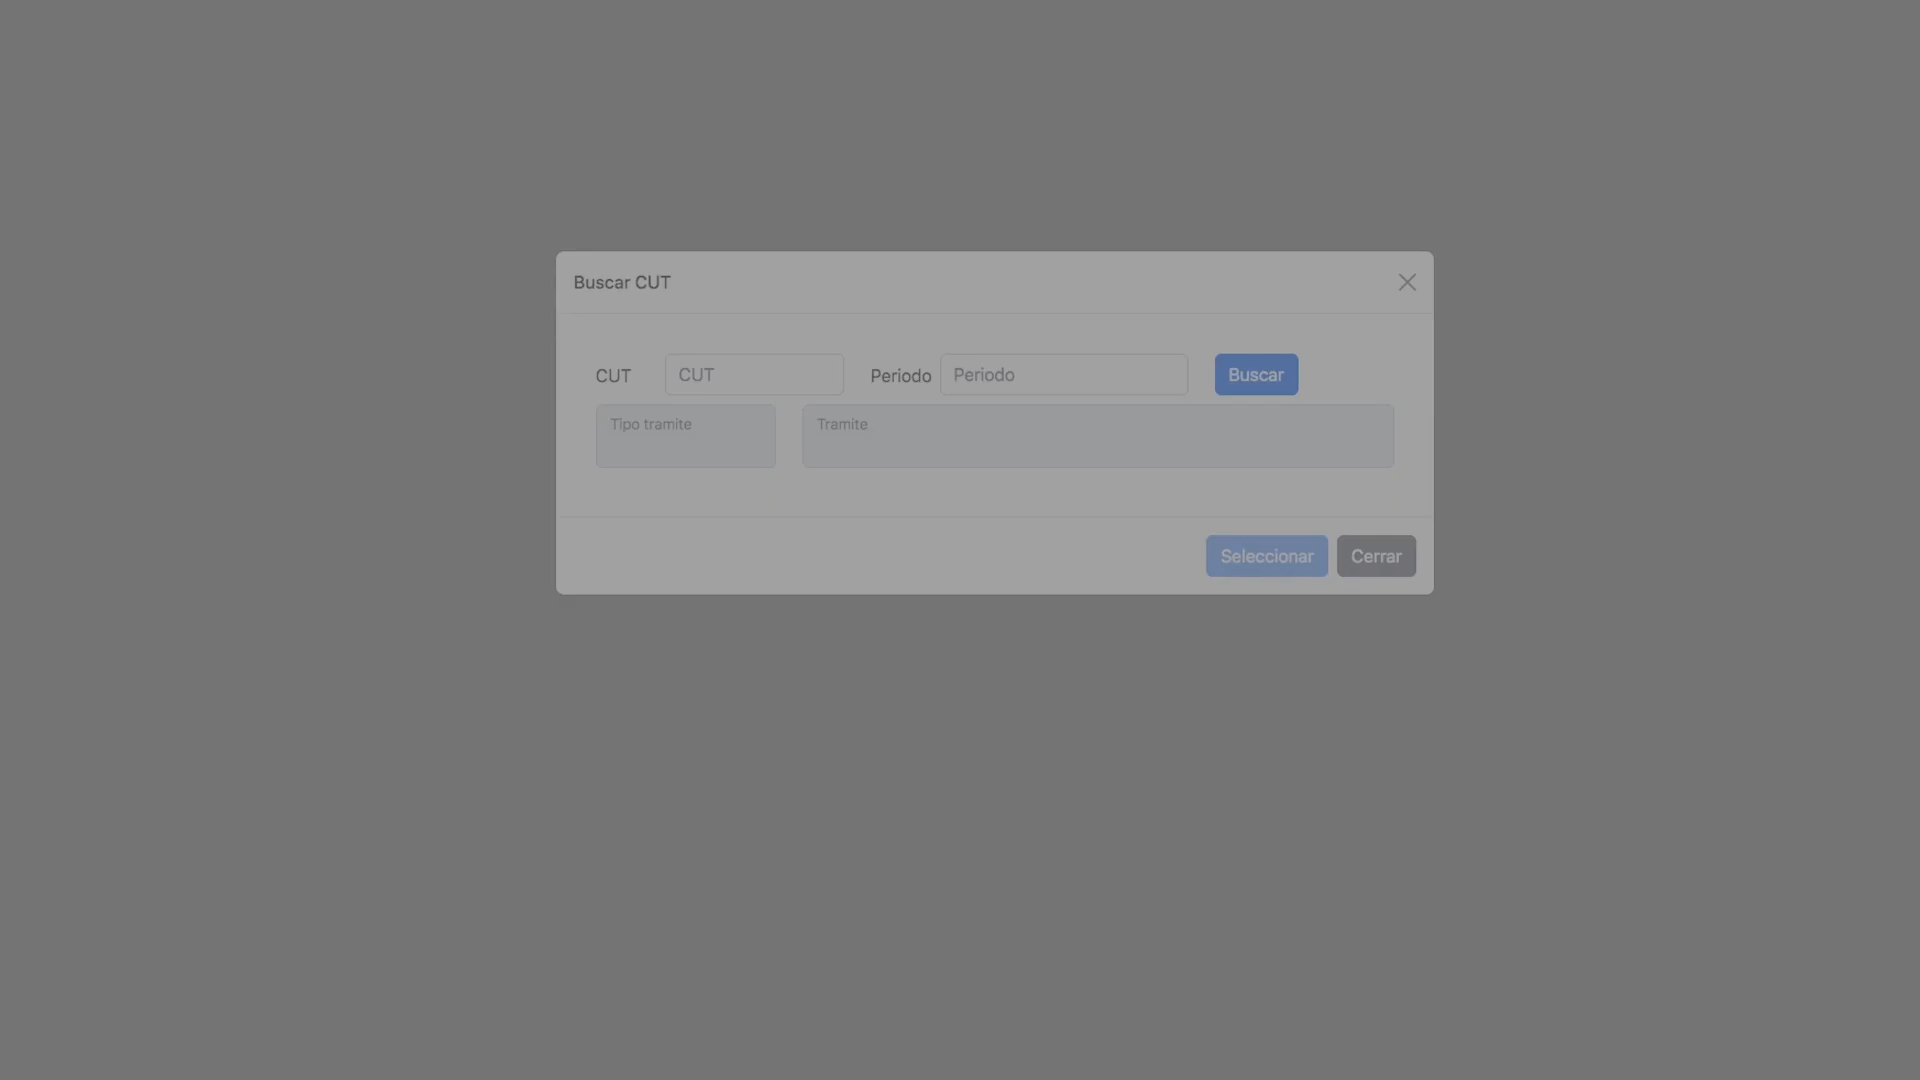 Buscar CUT
CUT CUT Periodo Periodo Buscar
Tipo tramite Tramite
Seleccionar Cerrar